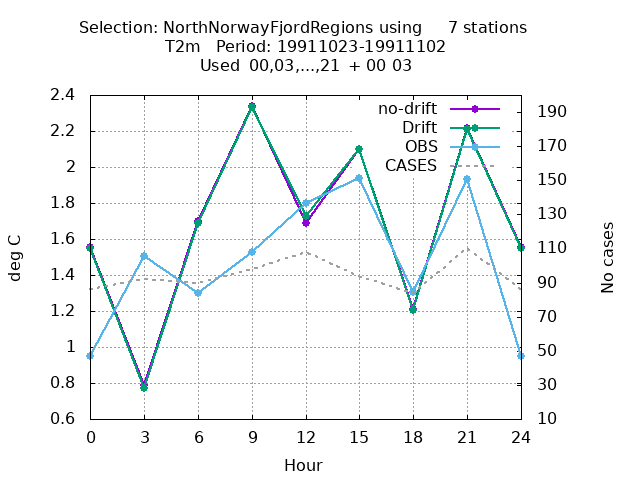 Selection: NorthNorwayFjordRegions using     7 stations
T2m   Period: 19911023-19911102
Used  00,03,...,21  + 00 03
no-drift
Drift
OBS
CASES
2.4
2.2
2
1.8
1.6
1.4
1.2
1
0.8
0.6
190
170
150
130
110
90
70
50
30
10
deg C
No cases
0 3 6 9 12 15 18 21 24
Hour